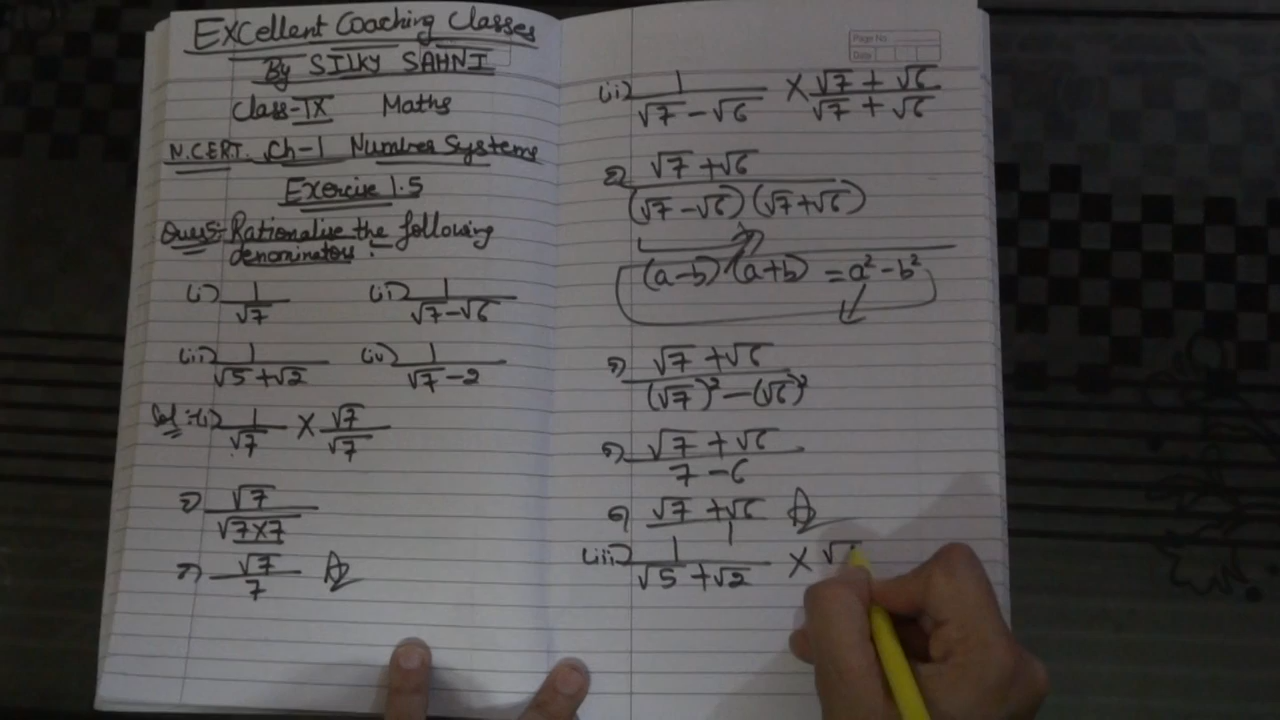 Excellent Coaching Classes
By SILKY SAHNI
Class-IX Maths
N.C.E.R.T. Ch-1 Number Systems
Exercise 1.5
Ques5:- Rationalise the following
denominators:
(i) 1/√7 (ii) 1/√7-√6
(iii) 1/√5+√2 (iv) 1/√7-2
Sol:-(i) 1/√7 × √7/√7
⇒ √7/√7×7
⇒ √7/7 A
Page No
Date
(ii) 1/√7-√6 × √7+√6/√7+√6
⇒ √7+√6/(√7-√6)(√7+√6)
(a-b)(a+b) = a²-b²
⇒ √7+√6/(√7)²-(√6)²
⇒ √7+√6/7-6
⇒ √7+√6/1 A
(iii) 1/√5+√2 × √